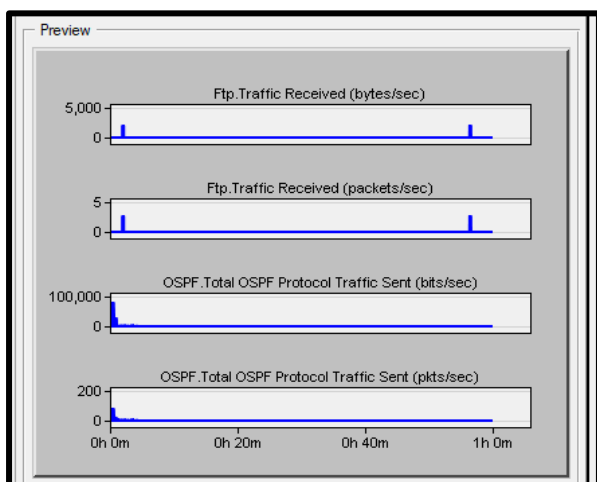 Preview
Ftp.Traffic Received (bytes/sec)
5,000
0
Ftp.Traffic Received (packets/sec)
5
0
OSPF.Total OSPF Protocol Traffic Sent (bits/sec)
100,000
0
OSPF.Total OSPF Protocol Traffic Sent (pkts/sec)
200
0
0h 0m 0h 20m 0h 40m 1h 0m